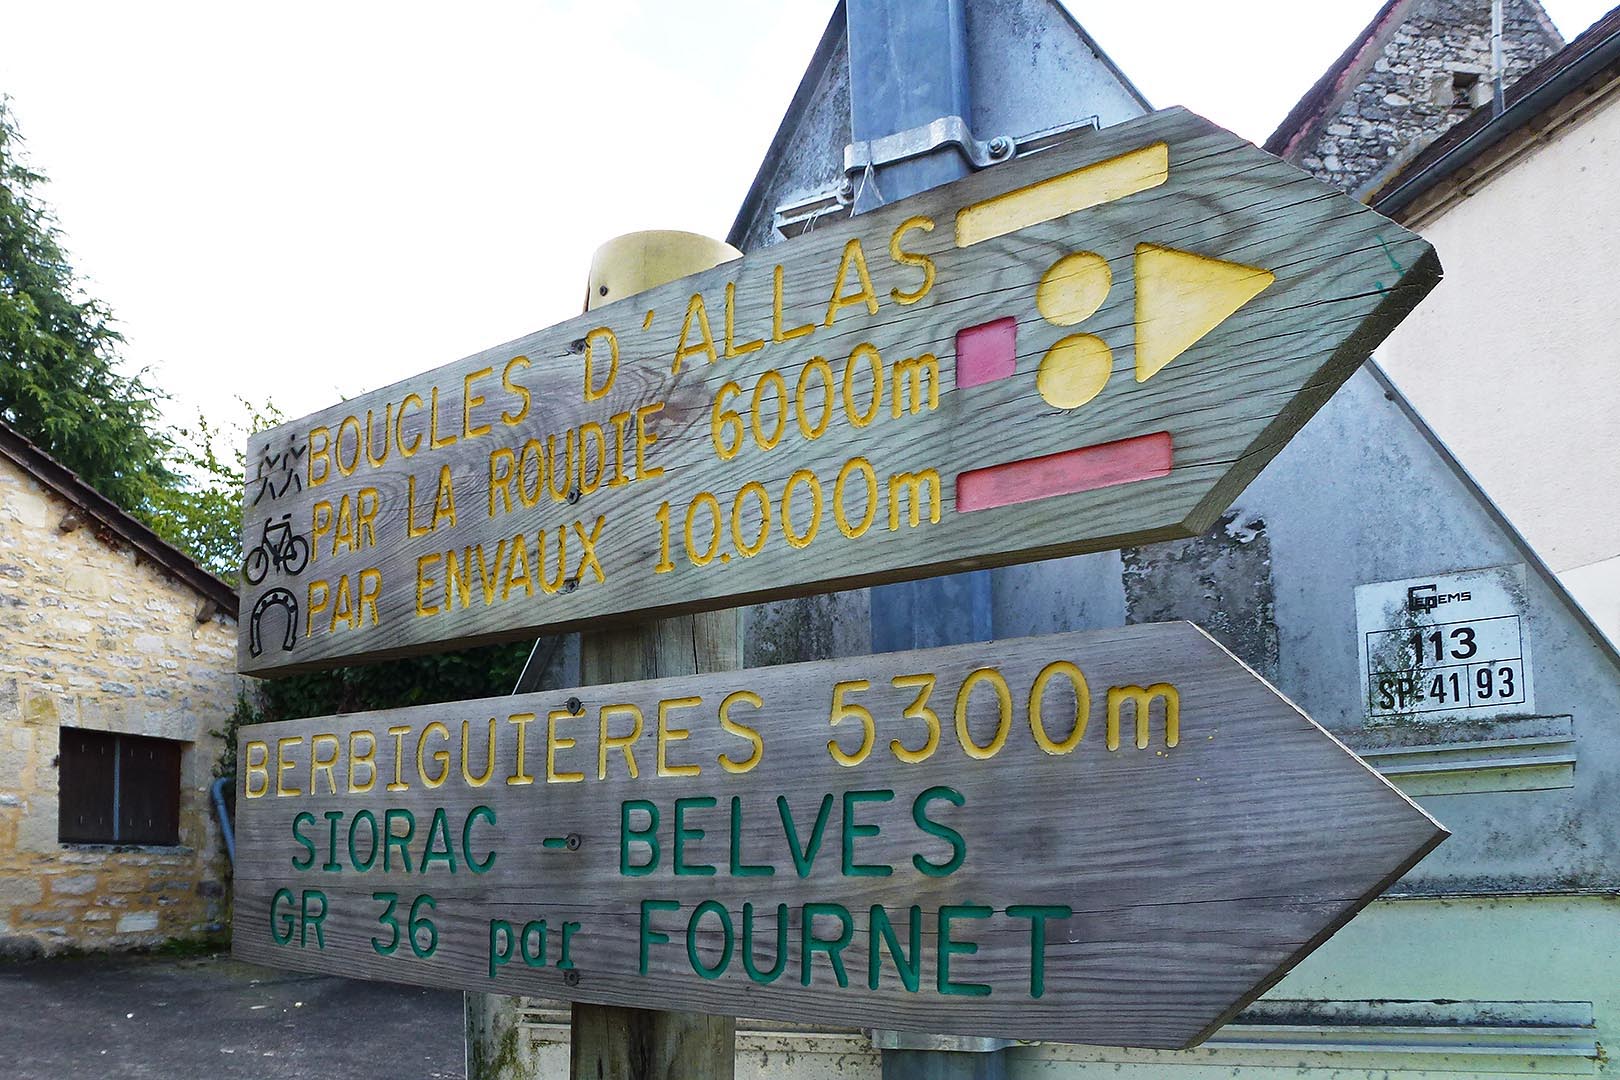 BOUCLES D'ALLAS
PAR LA ROUDIE 6000m
PAR ENVAUX 10.000m
BERBIGUIÉRES 5300m
SIORAC - BELVES
GR 36 par FOURNET
113
SP-41 93